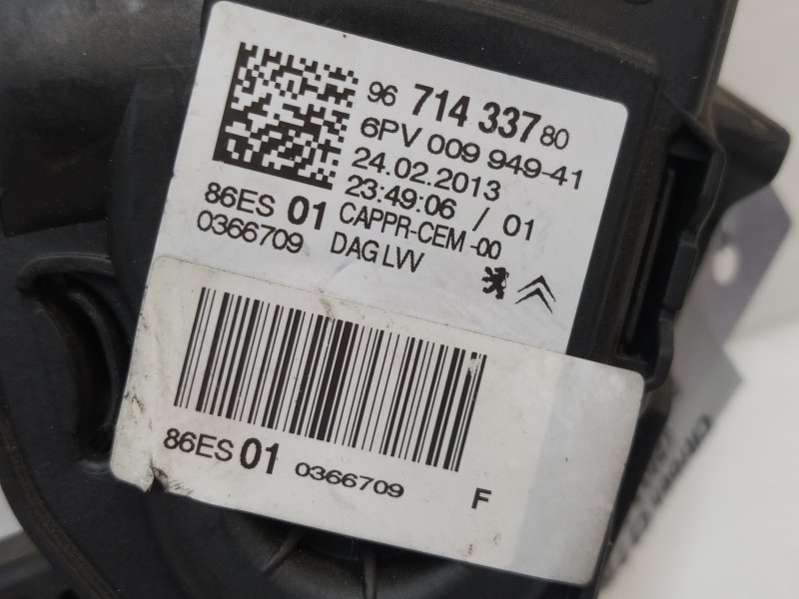 96 714 337 80
6PV 009 949-41
24.02.2013
23:49:06 / 01
86ES 01 CAPPR-CEM -00
0366709 DAG LVV
86ES 01 0366709 F